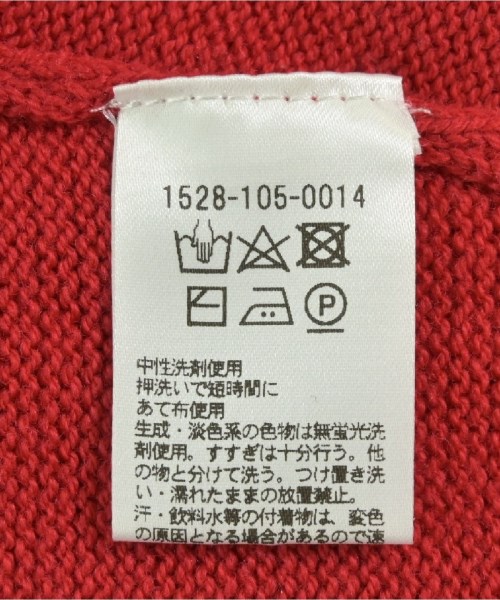 1528-105-0014
P
中性洗剤使用
押洗いで短時間に
あて布使用
生成・淡色系の色物は無蛍光洗
剤使用。すすぎは十分行う。他
の物と分けて洗う。つけ置き洗
い・濡れたままの放置禁止。
汗・飲料水等の付着物は、変色
の原因となる場合があるので速